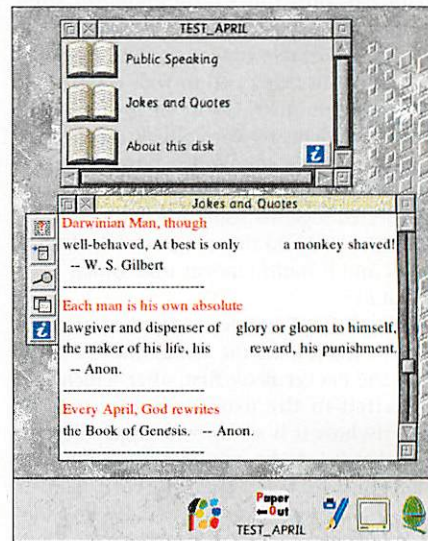 TEST_APRIL
Public Speaking
Jokes and Quotes
About this disk
Jokes and Quotes
Darwinian Man, though
well-behaved, At best is only a monkey shaved!
-- W. S. Gilbert
-----------------------------
Each man is his own absolute
lawgiver and dispenser of glory or gloom to himself,
the maker of his life, his reward, his punishment.
-- Anon.
-----------------------------
Every April, God rewrites
the Book of Genesis. -- Anon.
-----------------------------
Paper
Out
TEST_APRIL